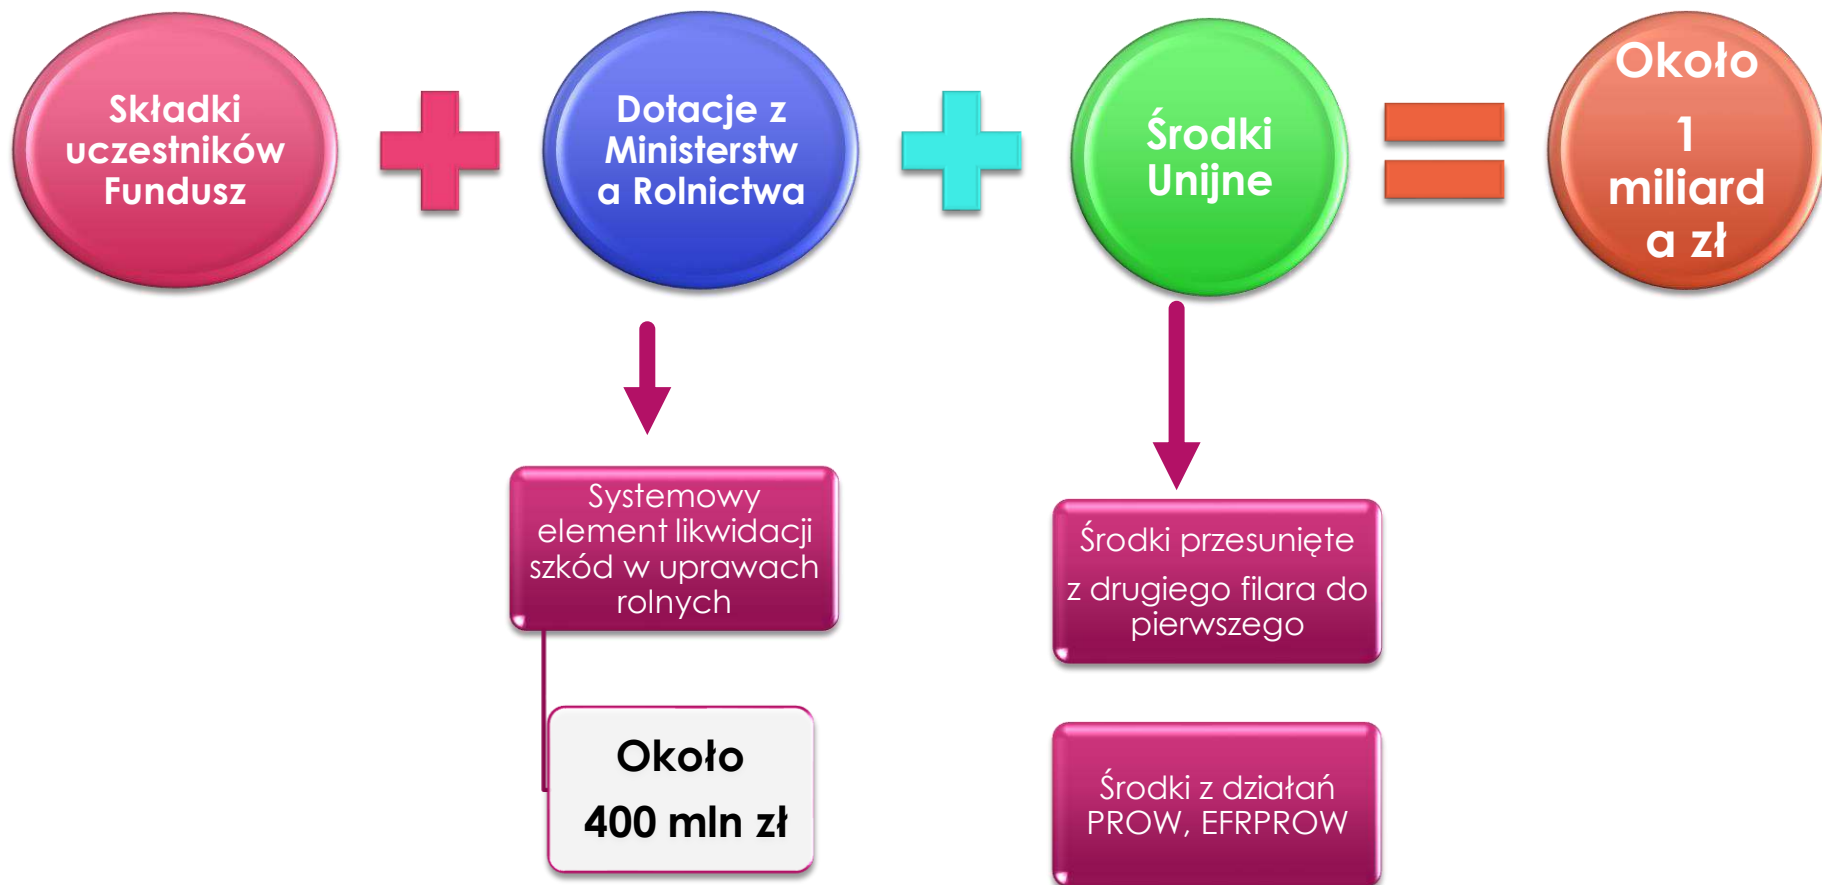 Składki
uczestników
Fundusz
Dotacje z
Ministerstw
a Rolnictwa
Środki
Unijne
Około
1
miliard
a zł
Systemowy
element likwidacji
szkód w uprawach
rolnych
Około
400 mln zł
Środki przesunięte
z drugiego filara do
pierwszego
Środki z działań
PROW, EFRPROW